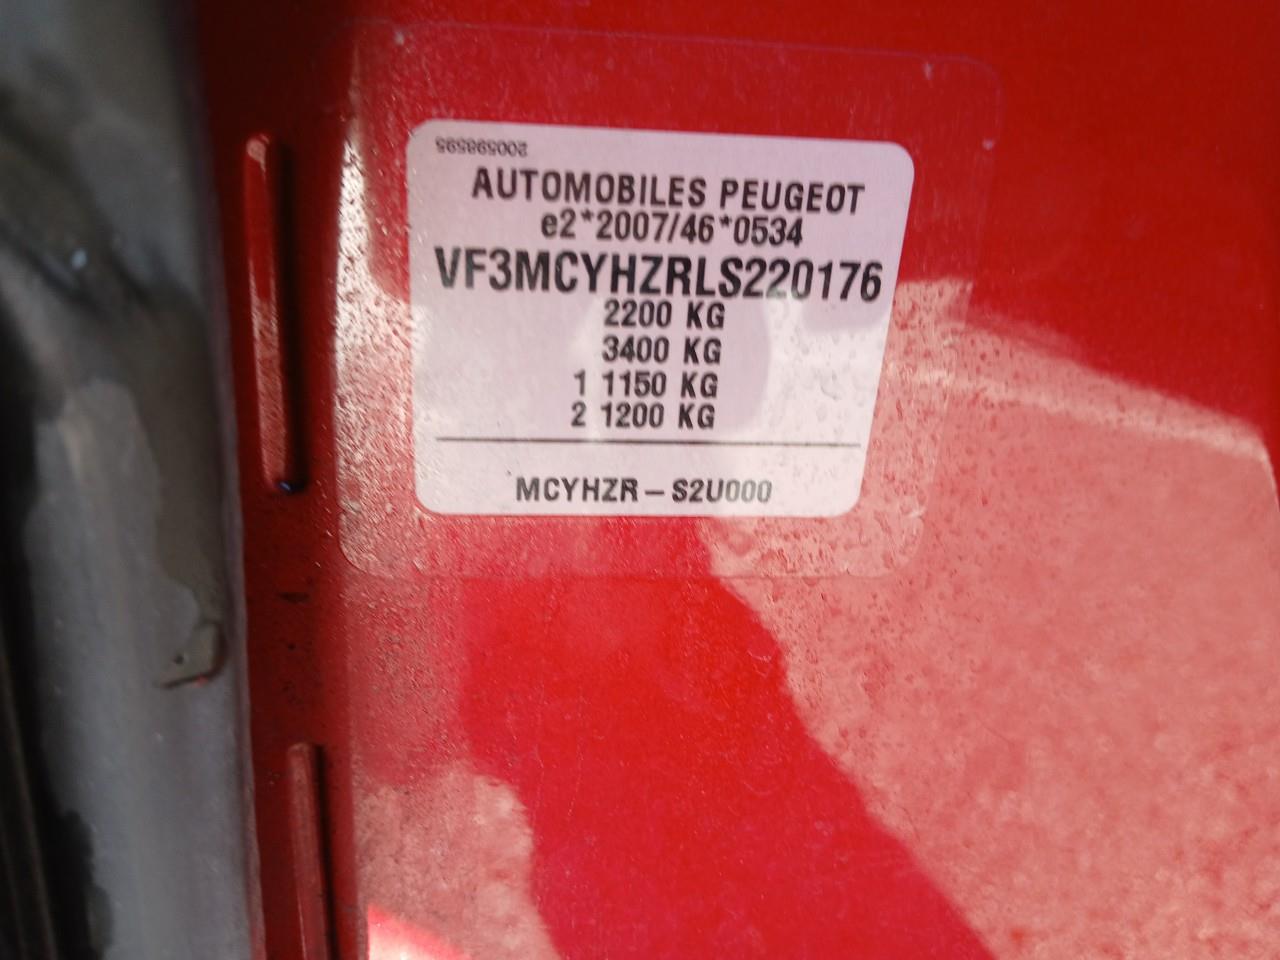 200598595
AUTOMOBILES PEUGEOT
e2*2007/46*0534
VF3MCYHZRLS220176
2200 KG
3400 KG
1 1150 KG
2 1200 KG
MCYHZR – S2U000